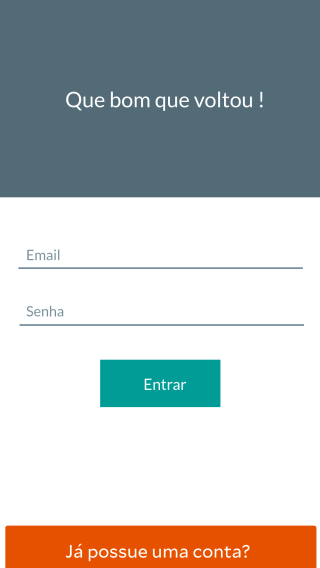 Que bom que voltou !
Email
Senha
Entrar
Já possue uma conta?